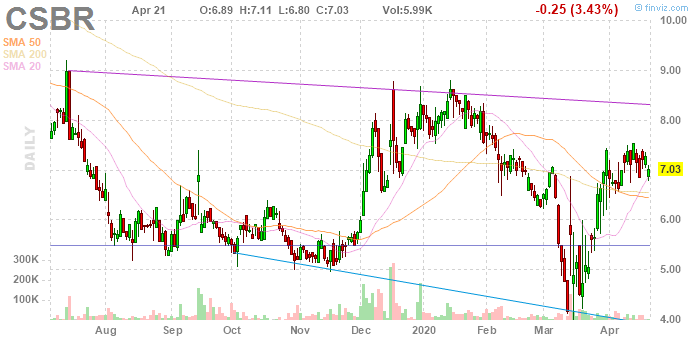 CSBR Apr 21 O:6.89 H:7.11 L:6.80 C:7.03 Vol:5.99K -0.25 (3.43%) © finviz.com
SMA 50
SMA 200
SMA 20
DAILY
10.00
9.00
8.00
7.03
6.00
5.00
4.00
300K
200K
100K
Aug Sep Oct Nov Dec 2020 Feb Mar Apr